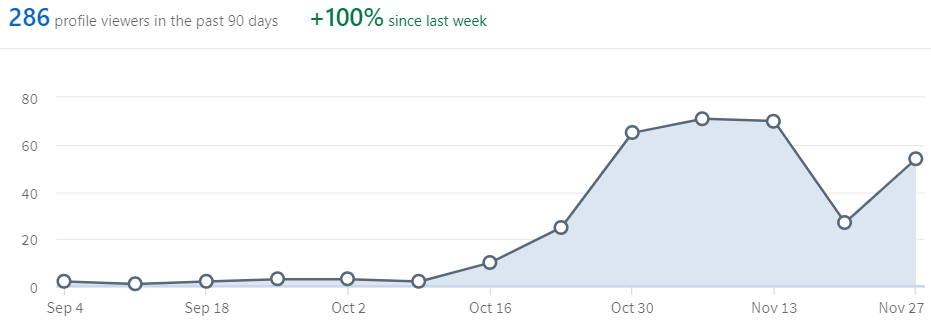 286 profile viewers in the past 90 days +100% since last week
80
60
40
20
0
Sep 4 Sep 18 Oct 2 Oct 16 Oct 30 Nov 13 Nov 27